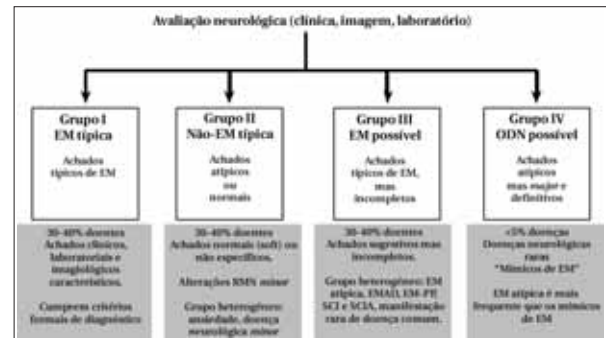 Avaliação neurológica (clínica, imagem, laboratório)
Grupo I
EM típica
Achados
típicos de EM
Grupo II
Não-EM típica
Achados
atípicos
ou
normais
Grupo III
EM possível
Achados
típicos de EM,
mas
incompletos
Grupo IV
ODN possível
Achados
atípicos
mas major e
definitivos
30-40% doentes
Achados clínicos,
laboratoriais e
imagiológicos
característicos.
Cumprem critérios
formais de diagnóstico
30-40% doentes
Achados normais (soft) ou
não específicos.
Alterações RMN minor
Grupo heterogéneo:
ansiedade, doença
neurológica minor
30-40% doentes
Achados sugestivos mas
incompletos.
Grupo heterogéneo: EM
atípica, EMAD, EM-PP,
SCI e SCIA, manifestação
rara de doença comum.
<5% doenças
Doenças neurológicas
raras
"Mímicos de EM"
EM atípica é mais
frequente que os mímicos
de EM